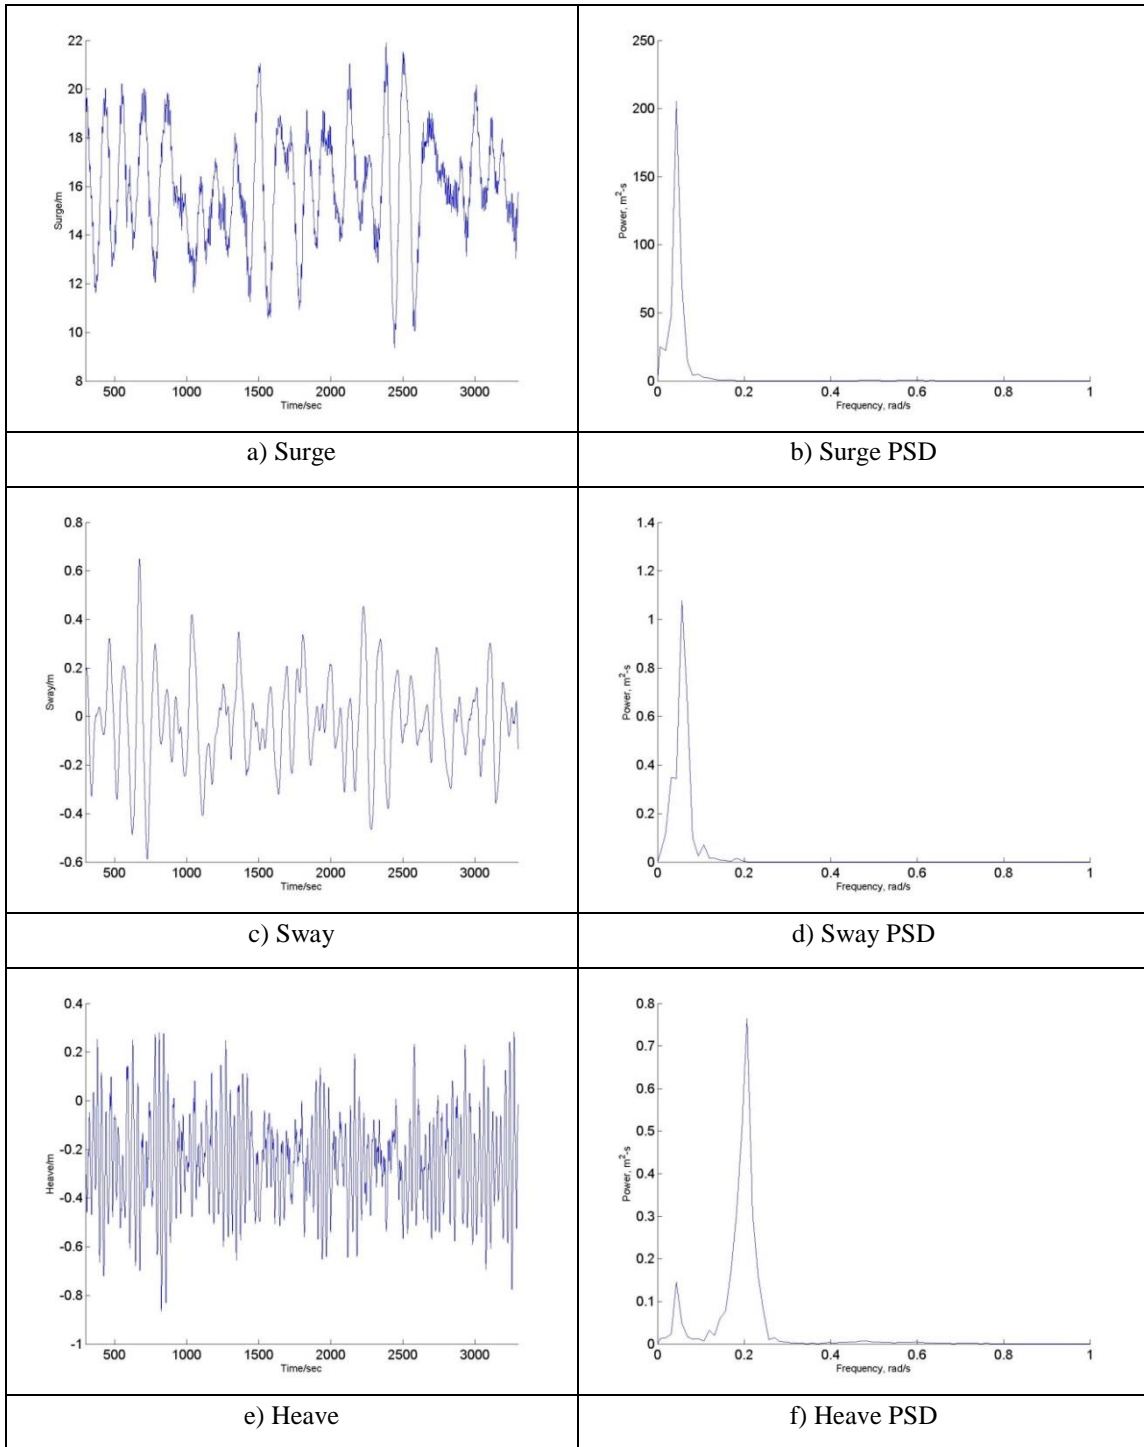 22
20
18
16
14
12
10
8
Surge/m
500 1000 1500 2000 2500 3000
Time/sec
250
200
150
100
50
0
Power, m²-s
0 0.2 0.4 0.6 0.8 1
Frequency, rad/s
a) Surge
b) Surge PSD
0.8
0.6
0.4
0.2
0
-0.2
-0.4
-0.6
Sway/m
500 1000 1500 2000 2500 3000
Time/sec
1.4
1.2
1
0.8
0.6
0.4
0.2
0
Power, m²-s
0 0.2 0.4 0.6 0.8 1
Frequency, rad/s
c) Sway
d) Sway PSD
0.4
0.2
0
-0.2
-0.4
-0.6
-0.8
-1
Heave/m
500 1000 1500 2000 2500 3000
Time/sec
0.8
0.7
0.6
0.5
0.4
0.3
0.2
0.1
0
Power, m²-s
0 0.2 0.4 0.6 0.8 1
Frequency, rad/s
e) Heave
f) Heave PSD